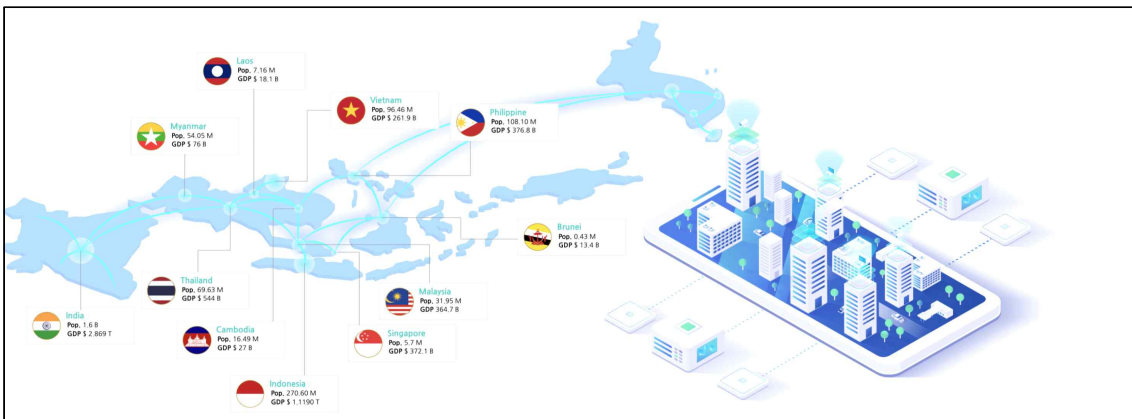 Laos
Pop, 7.16 M
GDP $ 18.1 B
Vietnam
Pop, 96.46 M
GDP $ 261.9 B
Philippine
Pop, 108.10 M
GDP $ 376.8 B
Myanmar
Pop, 54.05 M
GDP $ 76 B
Brunei
Pop, 0.43 M
GDP $ 13.4 B
Thailand
Pop, 69.63 M
GDP $ 544 B
Malaysia
Pop, 31.95 M
GDP 364.7 B
India
Pop, 1,6 B
GDP $ 2.869 T
Cambodia
Pop, 16.49 M
GDP $ 27 B
Singapore
Pop, 5.7 M
GDP $ 372.1 B
Indonesia
Pop, 270.60 M
GDP $ 1.1190 T